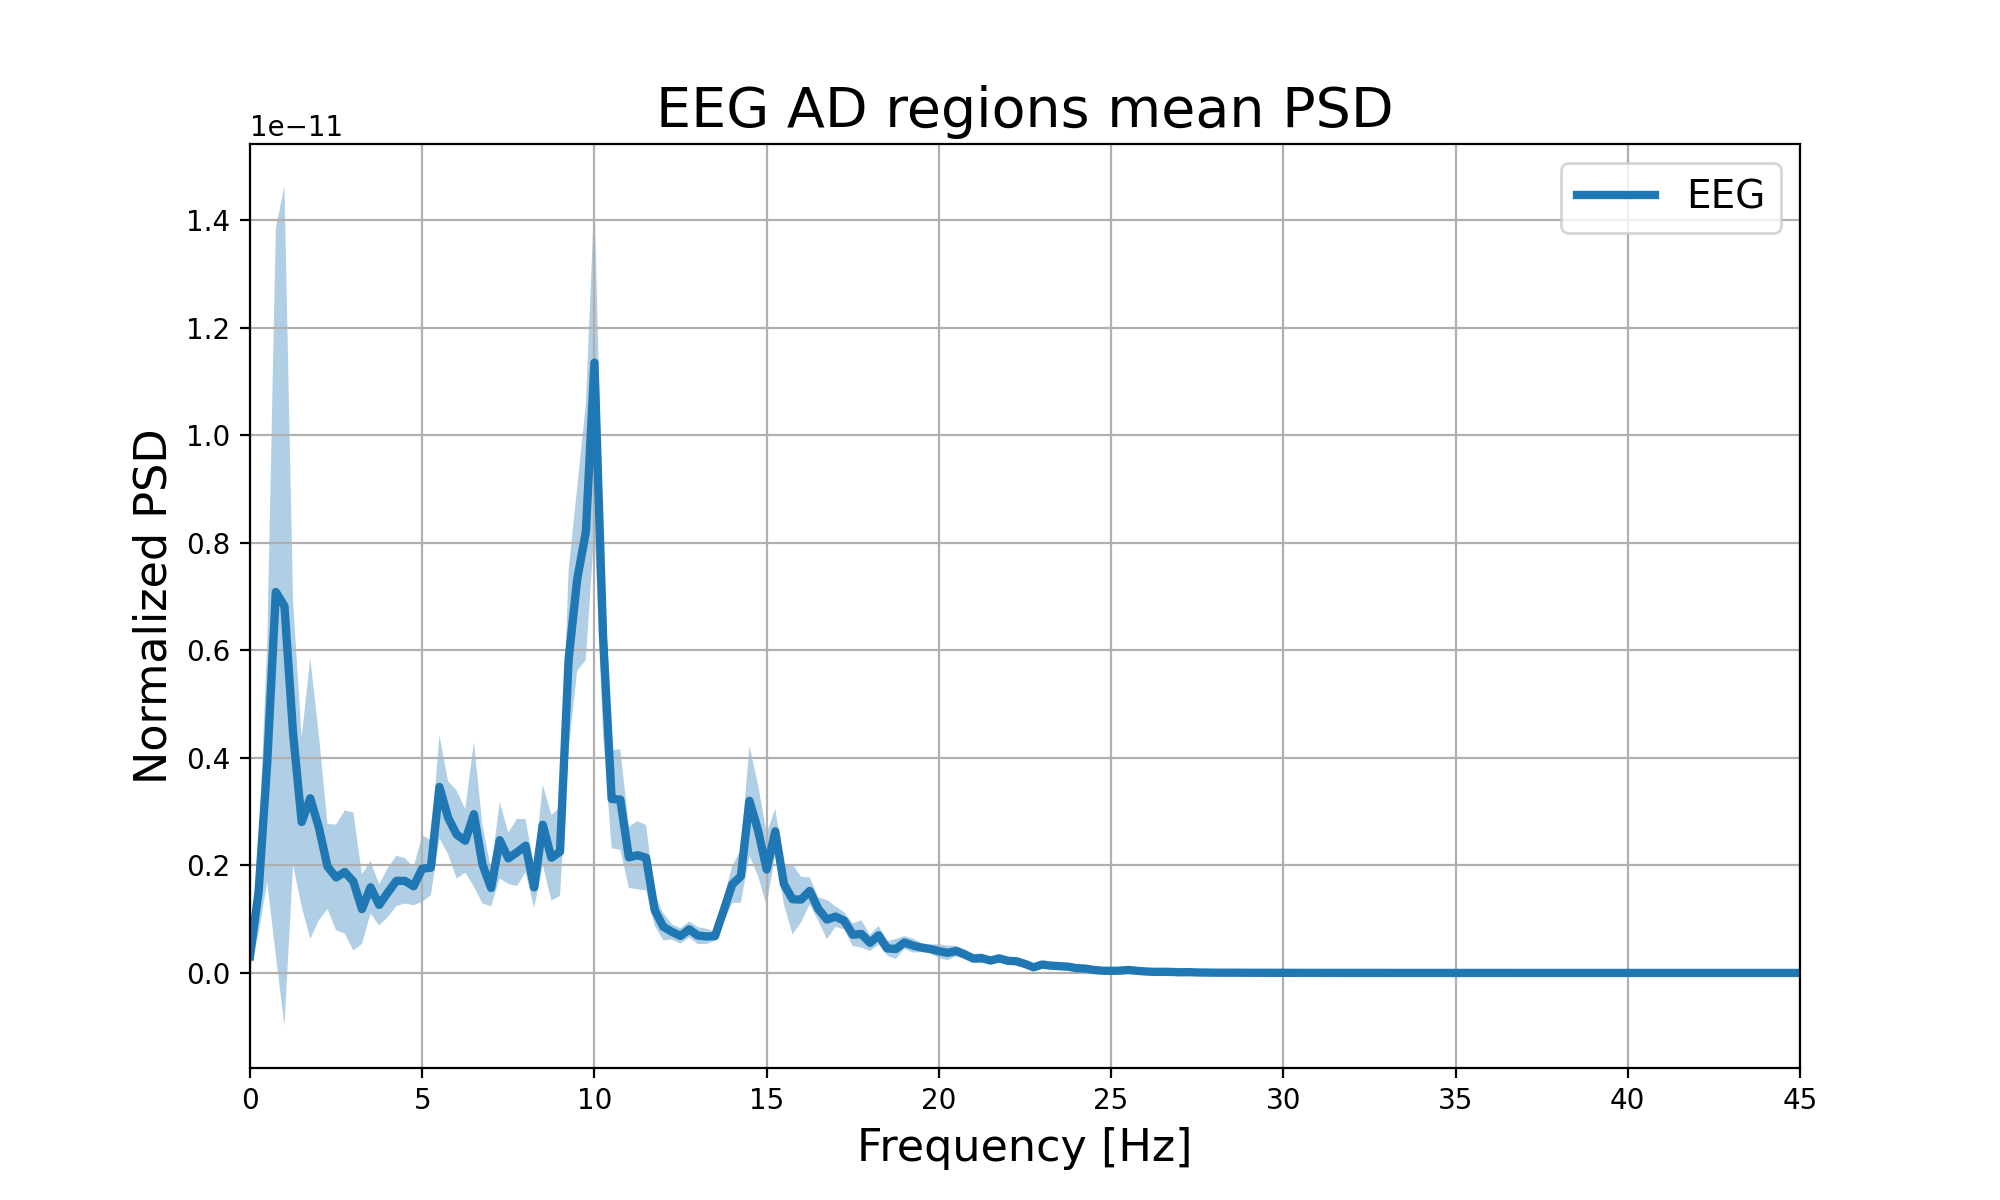 EEG AD regions mean PSD
1e−11
EEG
1.4
1.2
1.0
0.8
0.6
0.4
0.2
0.0
Normalized PSD
0 5 10 15 20 25 30 35 40 45
Frequency [Hz]